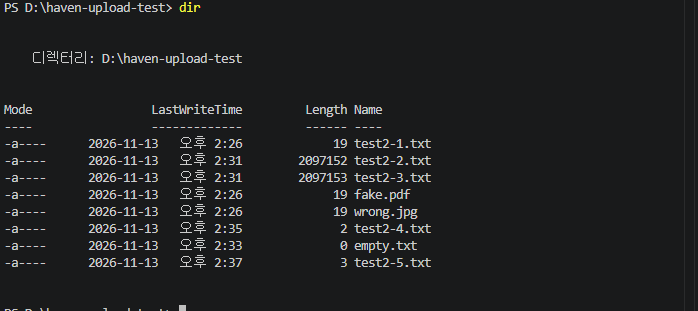 PS D:\haven-upload-test> dir
디렉터리: D:\haven-upload-test
Mode LastWriteTime Length Name
---- ------------- ------ ----
-a---- 2026-11-13 오후 2:26 19 test2-1.txt
-a---- 2026-11-13 오후 2:31 2097152 test2-2.txt
-a---- 2026-11-13 오후 2:31 2097153 test2-3.txt
-a---- 2026-11-13 오후 2:26 19 fake.pdf
-a---- 2026-11-13 오후 2:26 19 wrong.jpg
-a---- 2026-11-13 오후 2:35 2 test2-4.txt
-a---- 2026-11-13 오후 2:33 0 empty.txt
-a---- 2026-11-13 오후 2:37 3 test2-5.txt
PS D:\haven-upload-test>